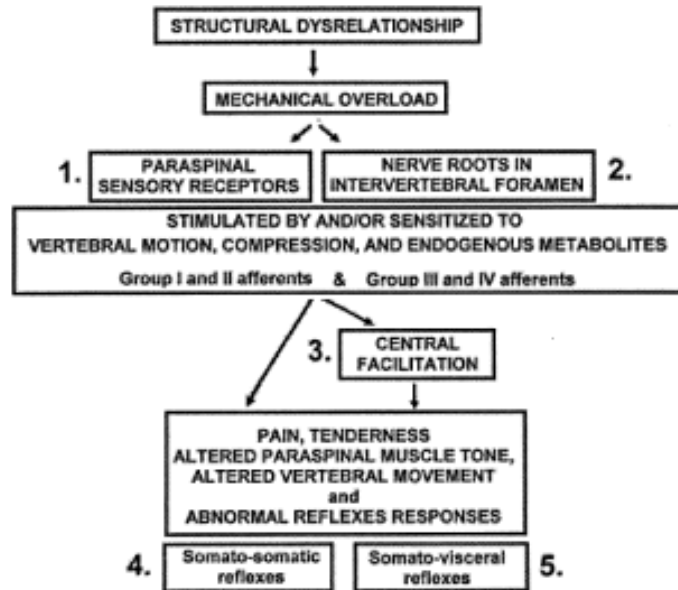 STRUCTURAL DYSRELATIONSHIP
MECHANICAL OVERLOAD
1.
PARASPINAL
SENSORY RECEPTORS
NERVE ROOTS IN
INTERVERTEBRAL FORAMEN
2.
STIMULATED BY AND/OR SENSITIZED TO
VERTEBRAL MOTION, COMPRESSION, AND ENDOGENOUS METABOLITES
Group I and II afferents & Group III and IV afferents
3.
CENTRAL
FACILITATION
PAIN, TENDERNESS
ALTERED PARASPINAL MUSCLE TONE,
ALTERED VERTEBRAL MOVEMENT
and
ABNORMAL REFLEXES RESPONSES
4.
Somato-somatic
reflexes
Somato-visceral
reflexes
5.